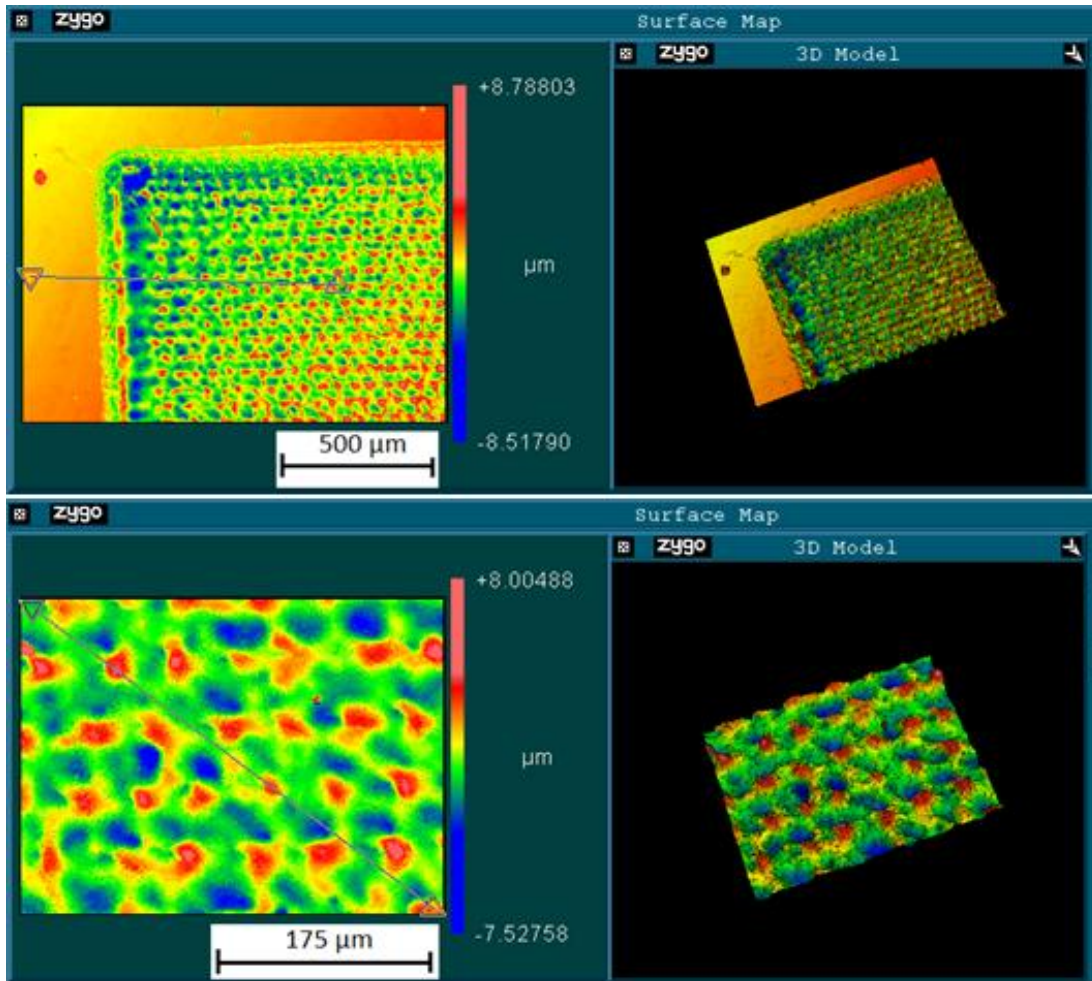 zygo
Surface Map
zygo
3D Model
+8.78803
µm
-8.51790
500 µm
zygo
Surface Map
zygo
3D Model
+8.00488
µm
-7.52758
175 µm